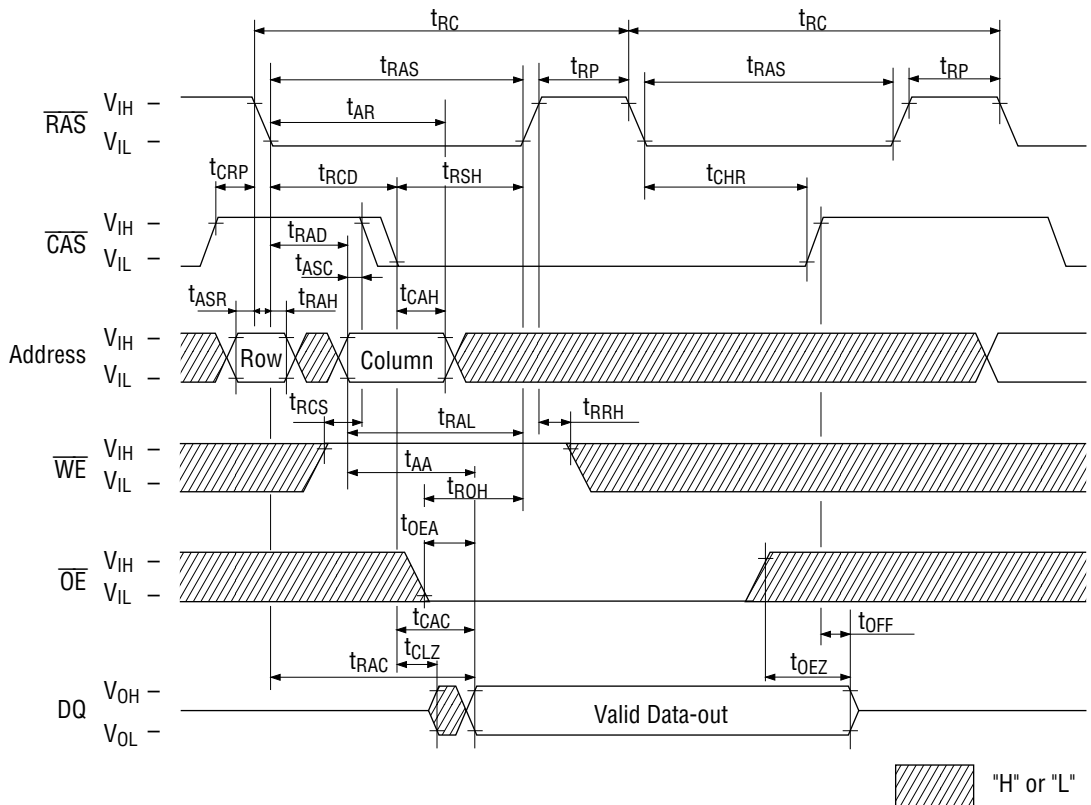 tRC tRC
tRAS tRP tRAS tRP
RAS VIH –
VIL –
tAR
tCRP tRCD tRSH tCHR
CAS VIH –
VIL –
tRAD
tASC
tASR tRAH tCAH
Address VIH –
VIL –
Row Column
tRCS tRAL tRRH
WE VIH –
VIL –
tAA
tROH
tOEA
OE VIH –
VIL –
tCAC tOFF
tRAC tCLZ tOEZ
DQ VOH –
VOL –
Valid Data-out
"H" or "L"